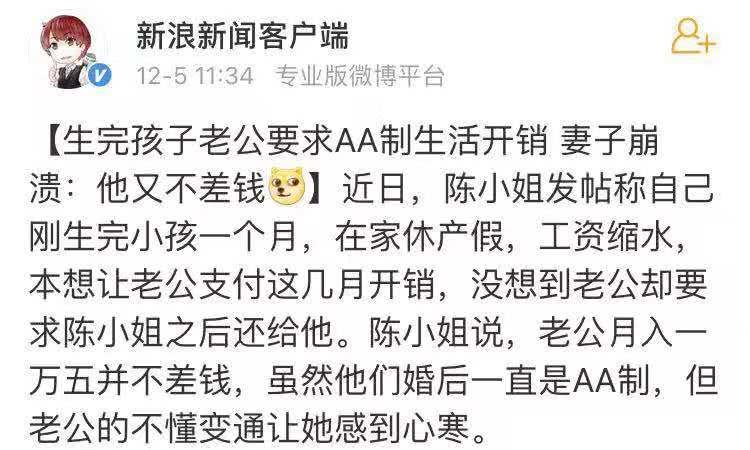 新浪新闻客户端
12-5 11:34 专业版微博平台
【生完孩子老公要求AA制生活开销 妻子崩
溃：他又不差钱】近日，陈小姐发帖称自己
刚生完小孩一个月，在家休产假，工资缩水，
本想让老公支付这几月开销，没想到老公却要
求陈小姐之后还给他。陈小姐说，老公月入一
万五并不差钱，虽然他们婚后一直是AA制，但
老公的不懂变通让她感到心寒。